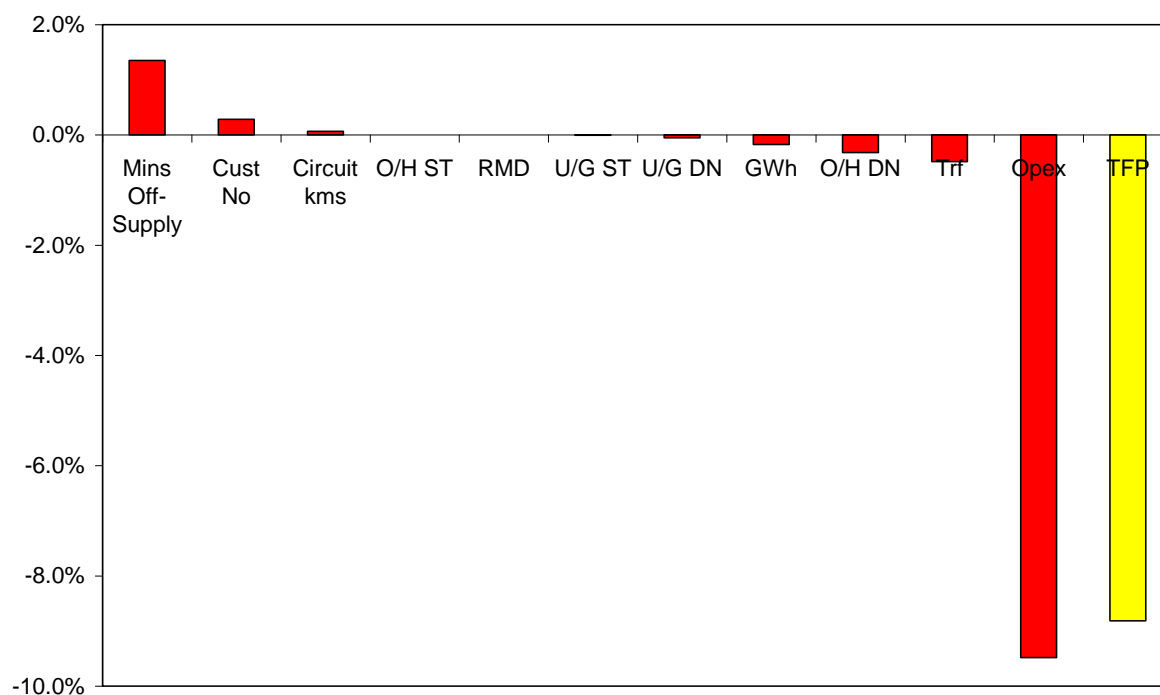 2.0%
0.0%
-2.0%
-4.0%
-6.0%
-8.0%
-10.0%
Mins
Off-
Supply
Cust
No
Circuit
kms
O/H ST
RMD
U/G ST
U/G DN
GWh
O/H DN
Trf
Opex
TFP